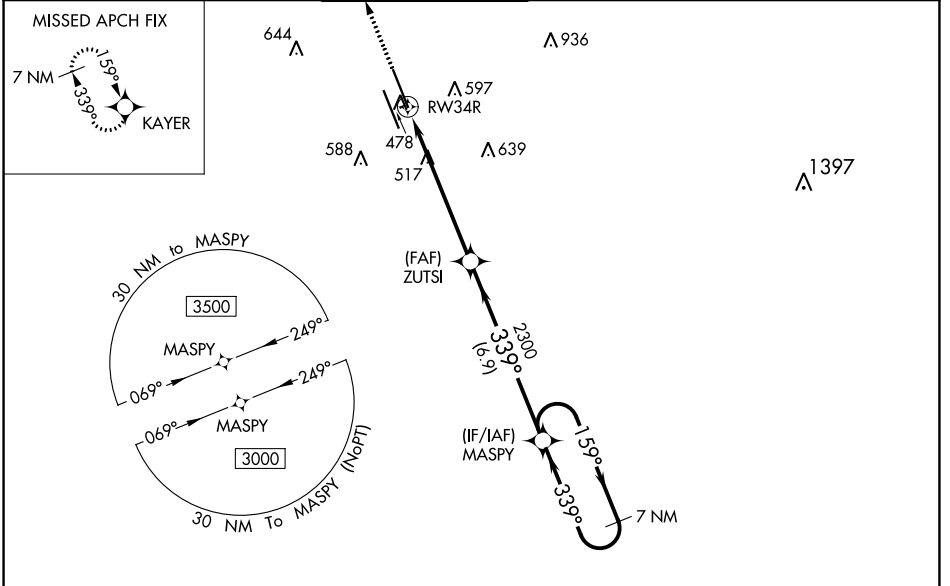 MISSED APCH FIX
7 NM
159°
339°
KAYER
644
936
597
RW34R
478
588
517
639
1397
(FAF)
ZUTSI
2300
339°
(6.9)
(IF/IAF)
MASPY
159°
339°
7 NM
30 NM to MASPY
3500
249°
MASPY
069°
249°
069°
MASPY
3000
30 NM To MASPY (NoPT)